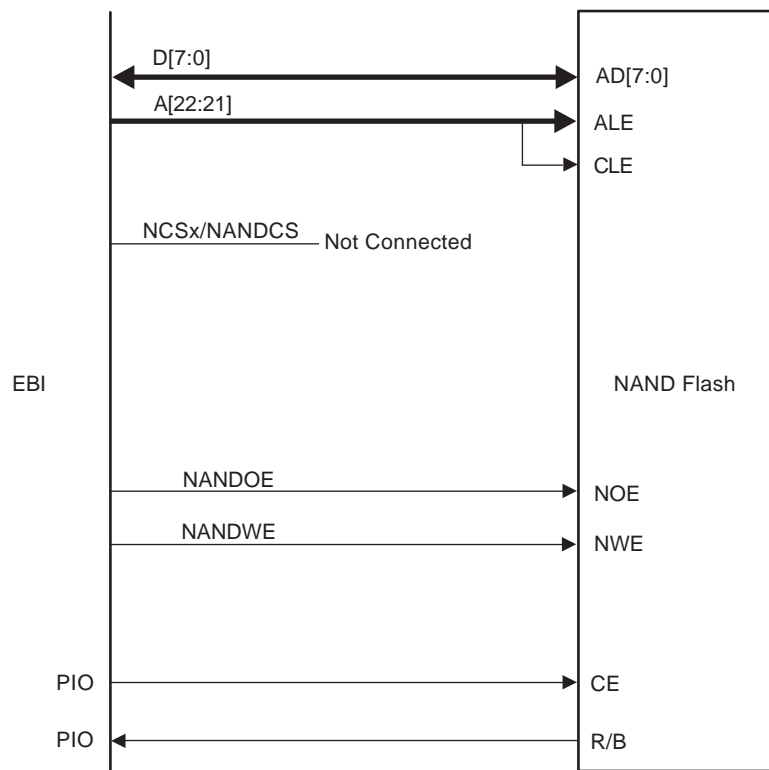 D[7:0]
AD[7:0]
A[22:21]
ALE
CLE
NCSx/NANDCS
Not Connected
EBI
NAND Flash
NANDOE
NOE
NANDWE
NWE
PIO
CE
PIO
R/B